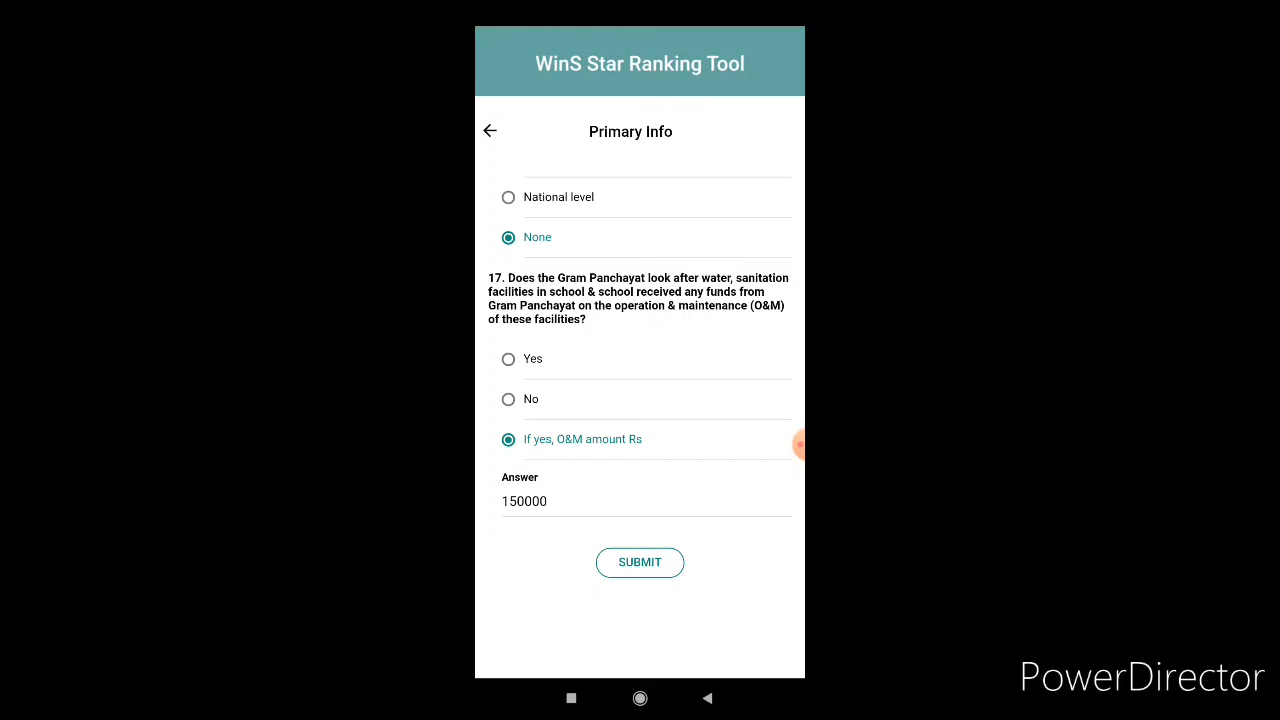 WinS Star Ranking Tool
Primary Info
National level
None
17. Does the Gram Panchayat look after water, sanitation
facilities in school & school received any funds from
Gram Panchayat on the operation & maintenance (O&M)
of these facilities?
Yes
No
If yes, O&M amount Rs
Answer
150000
SUBMIT
PowerDirector